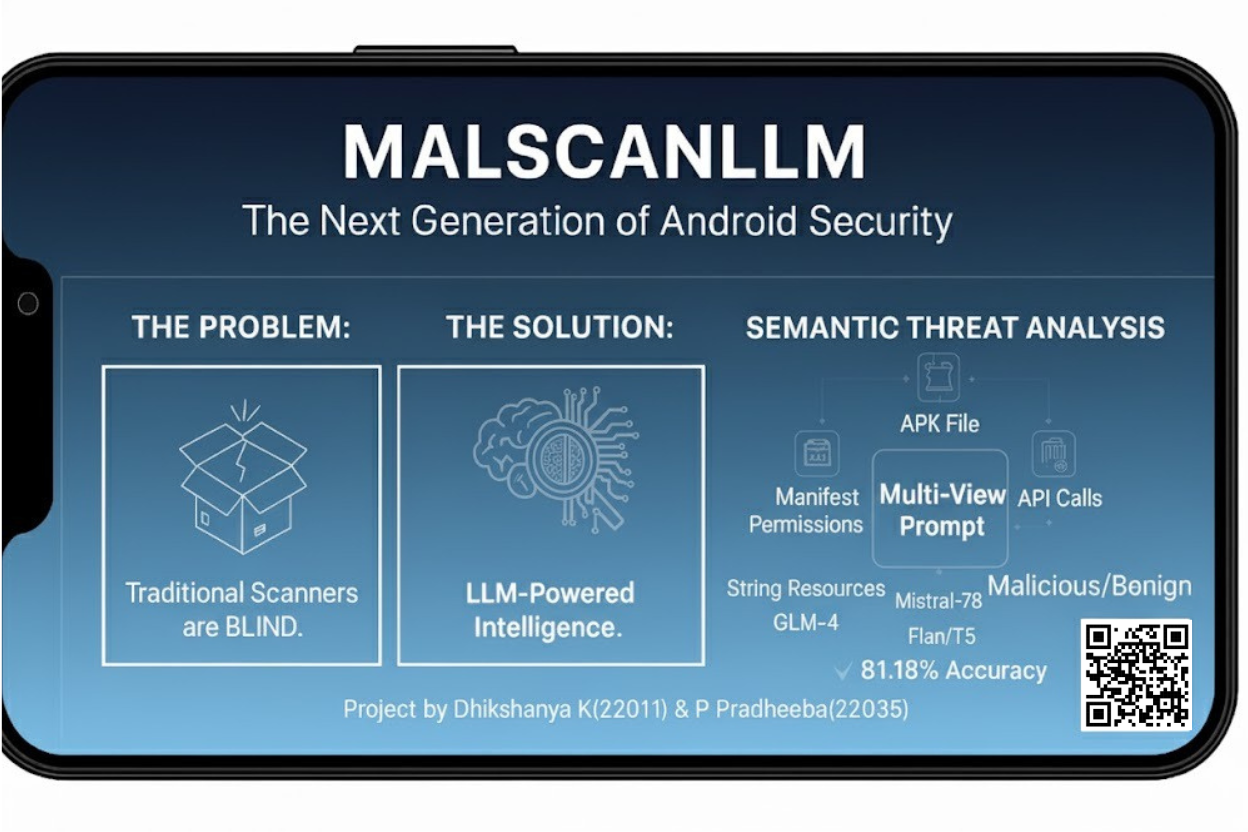 MALSCANLLM
The Next Generation of Android Security
THE PROBLEM:
Traditional Scanners
are BLIND.
THE SOLUTION:
LLM-Powered
Intelligence.
SEMANTIC THREAT ANALYSIS
APK File
Manifest
Permissions
Multi-View
Prompt
API Calls
String Resources
GLM-4
Mistral-78
Flan/T5
Malicious/Benign
81.18% Accuracy
Project by Dhikshanya K(22011) & P Pradheeba(22035)